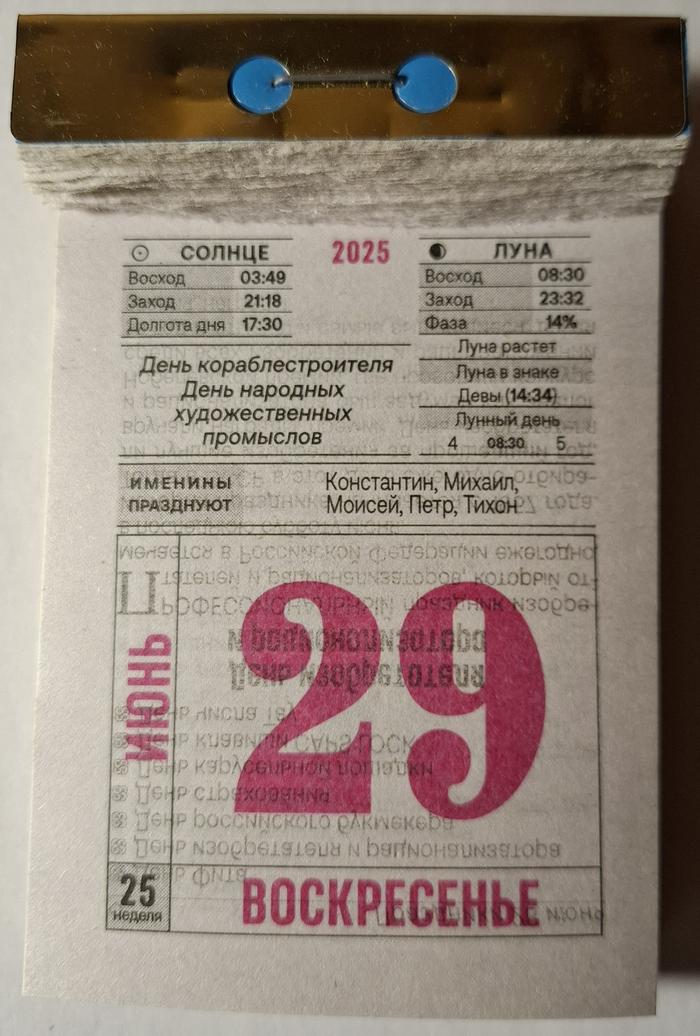 СОЛНЦЕ
Восход 03:49
Заход 21:18
Долгота дня 17:30
2025
ЛУНА
Восход 08:30
Заход 23:32
Фаза 14%
Луна растет
Луна в знаке
Девы (14:34)
Лунный день
4 08:30 5
День кораблестроителя
День народных
художественных
промыслов
ИМЕНИНЫ
ПРАЗДНУЮТ
Константин, Михаил,
Моисей, Петр, Тихон
ИЮНЬ
29
25
неделя
ВОСКРЕСЕНЬЕ